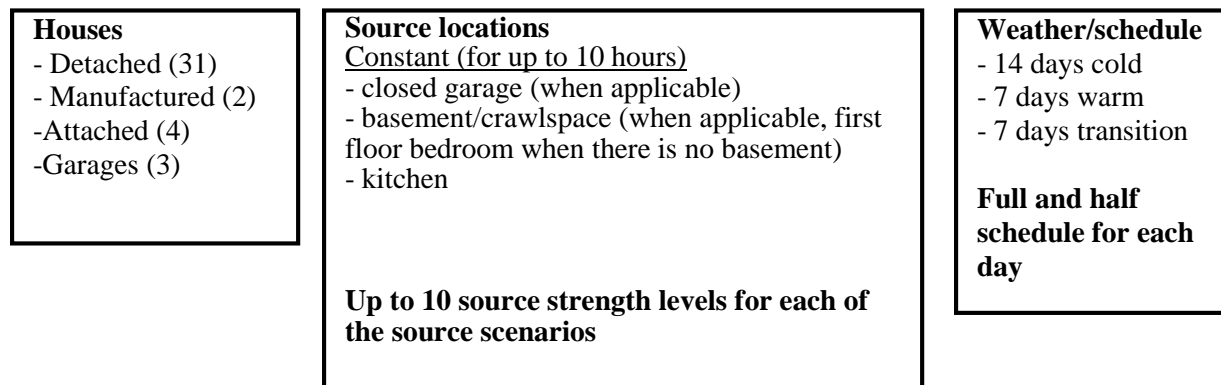 Houses
- Detached (31)
- Manufactured (2)
-Attached (4)
-Garages (3)
Source locations
Constant (for up to 10 hours)
- closed garage (when applicable)
- basement/crawlspace (when applicable, first
floor bedroom when there is no basement)
- kitchen
Up to 10 source strength levels for each of
the source scenarios
Weather/schedule
- 14 days cold
- 7 days warm
- 7 days transition
Full and half
schedule for each
day